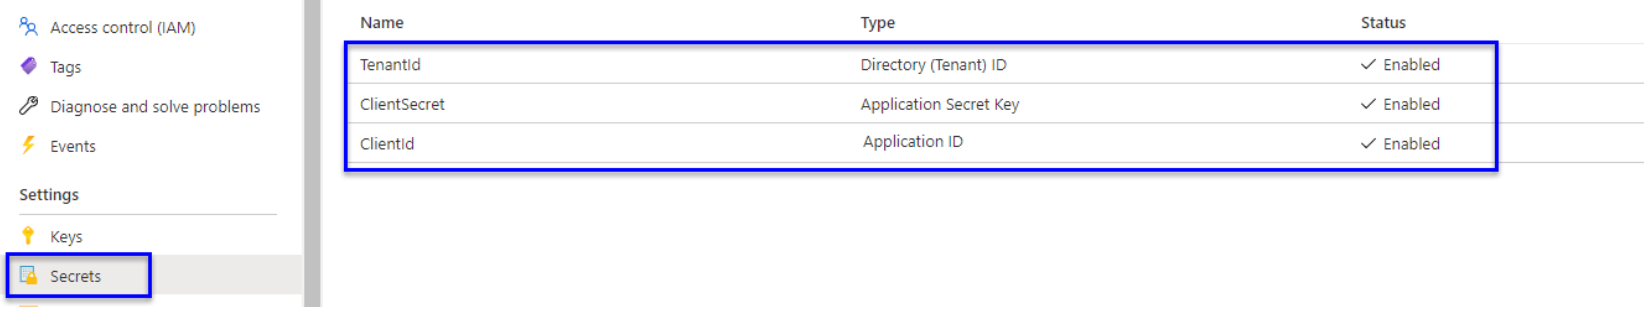 Access control (IAM)
Tags
Diagnose and solve problems
Events
Settings
Keys
Secrets
Name Type Status
TenantId Directory (Tenant) ID Enabled
ClientSecret Application Secret Key Enabled
ClientId Application ID Enabled